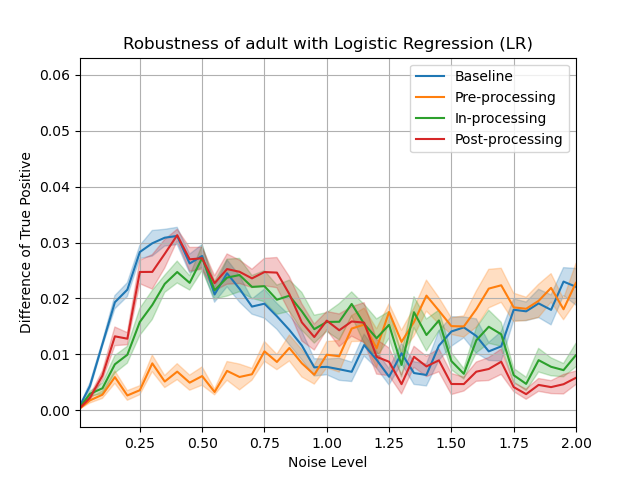 Robustness of adult with Logistic Regression (LR)
Baseline
Pre-processing
In-processing
Post-processing
Difference of True Positive
0.06
0.05
0.04
0.03
0.02
0.01
0.00
0.25 0.50 0.75 1.00 1.25 1.50 1.75 2.00
Noise Level